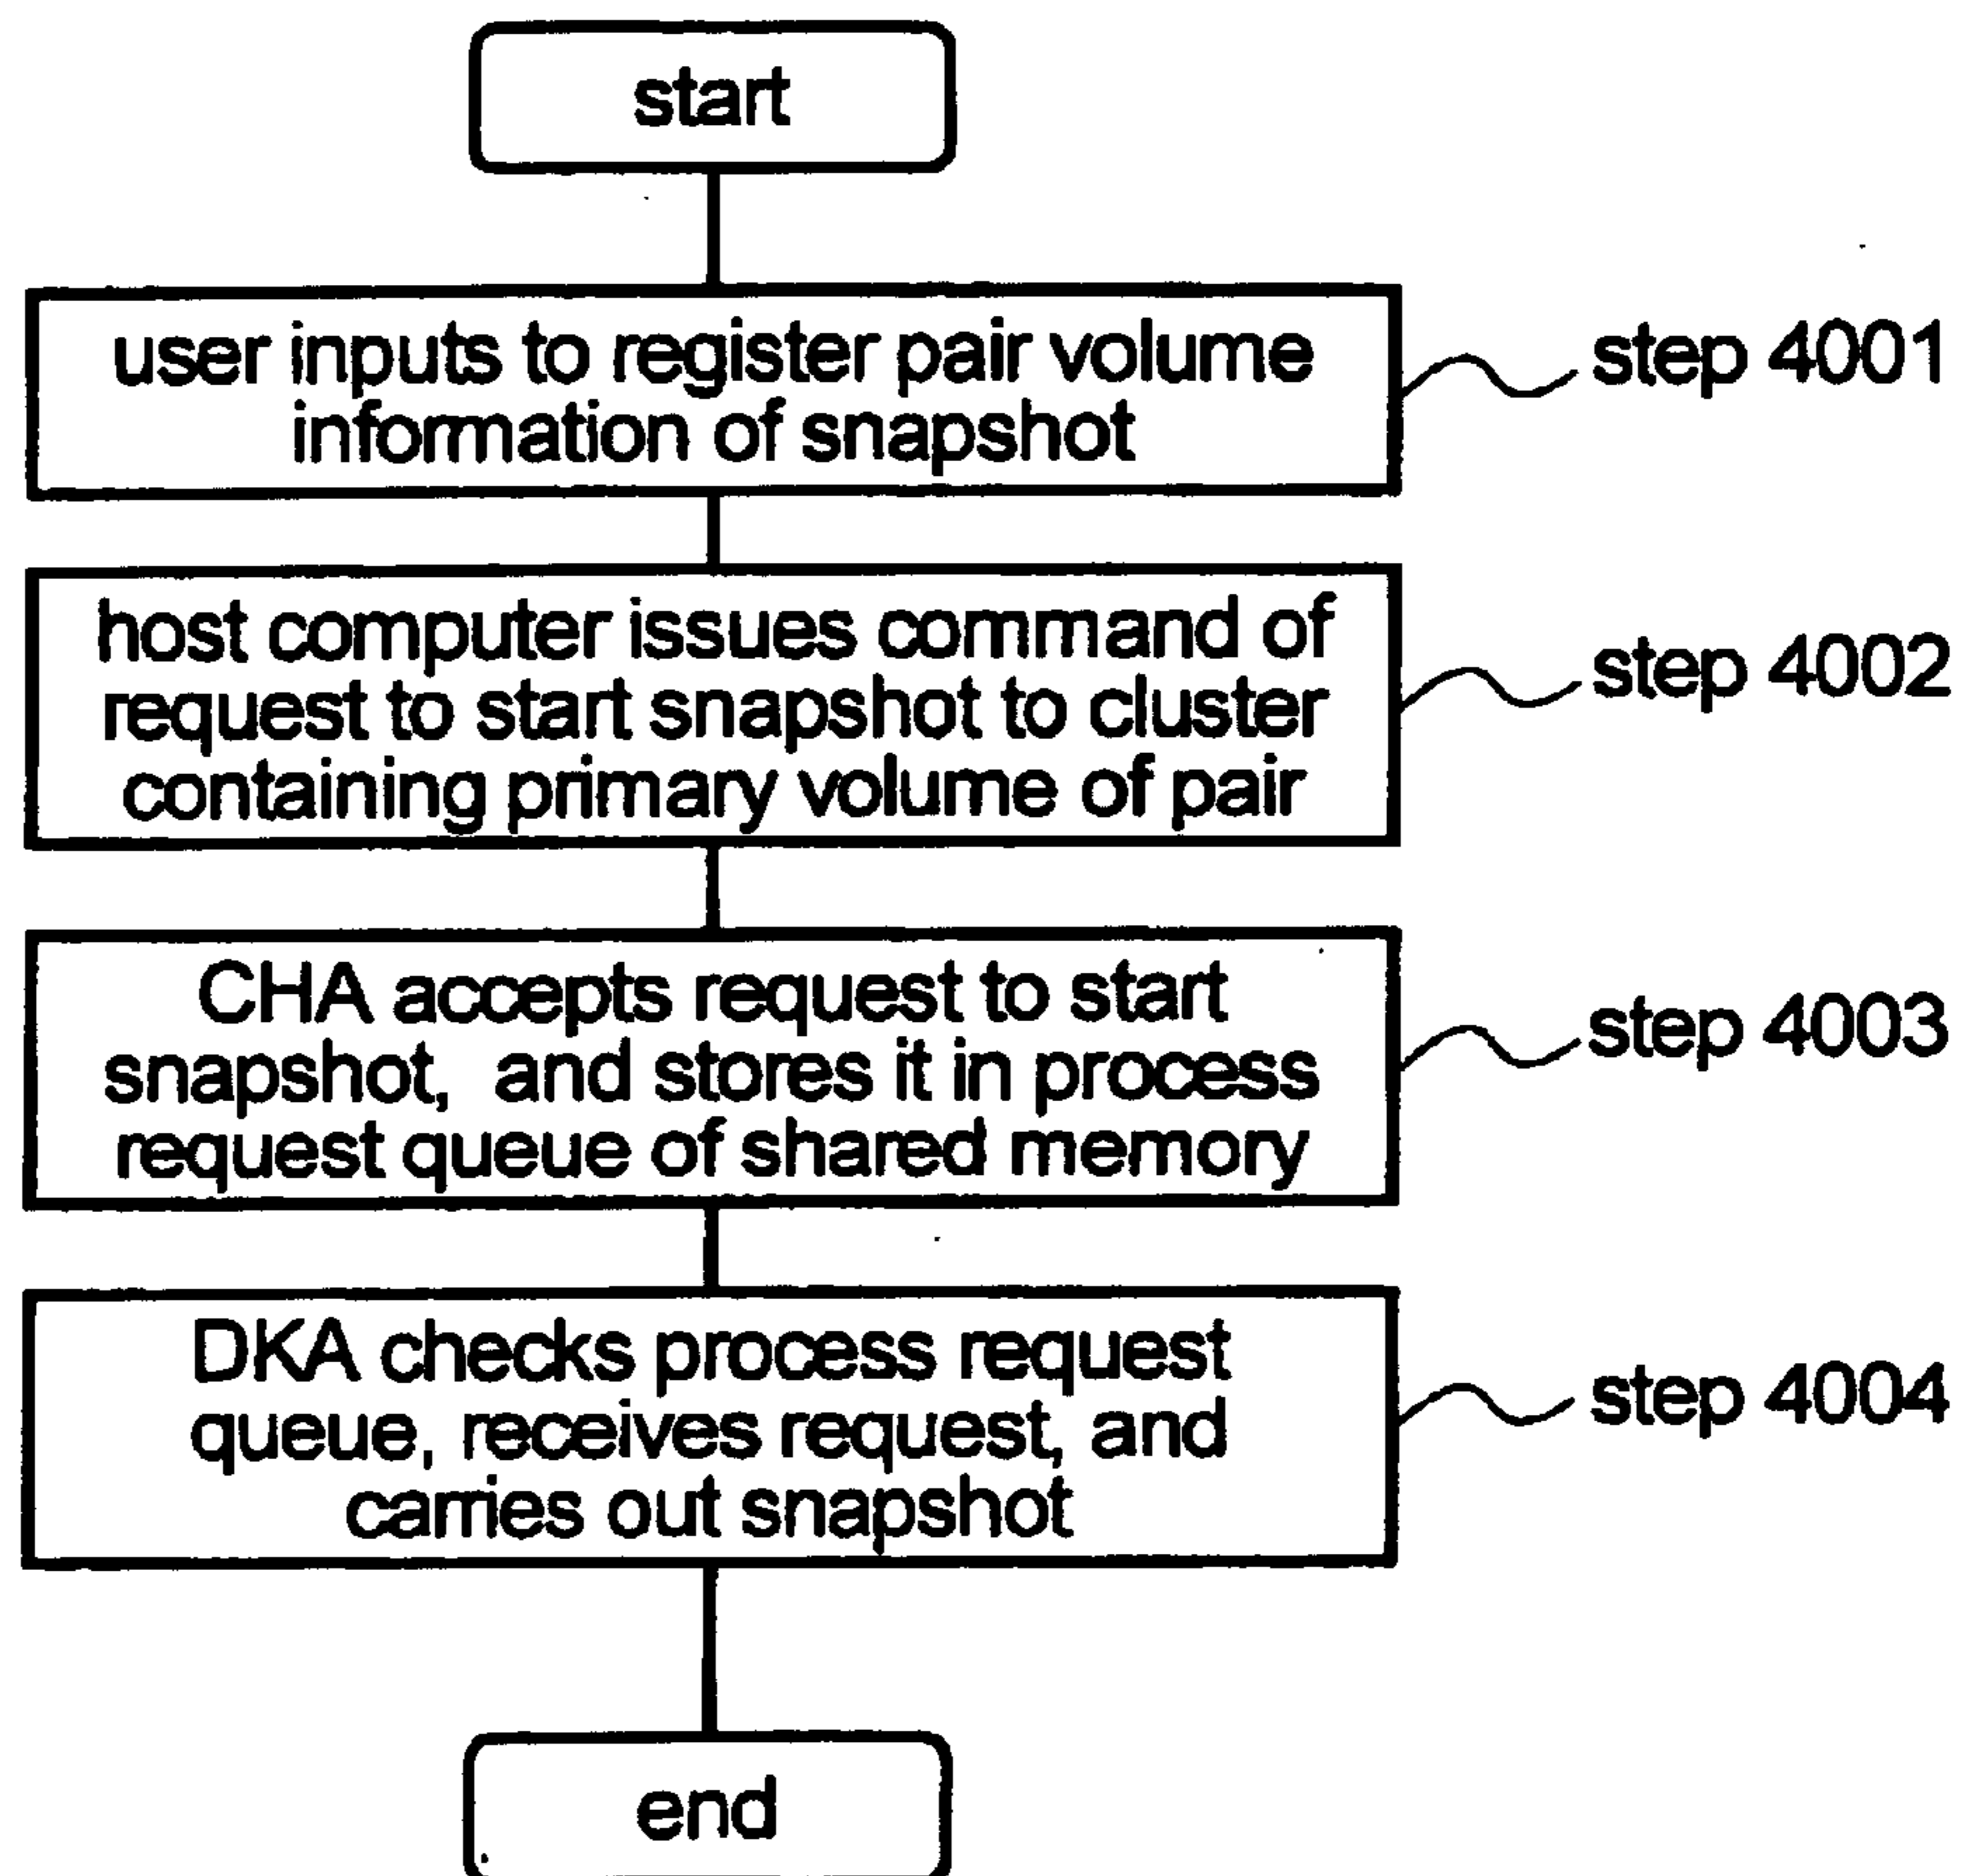 start
user inputs to register pair volume
information of snapshot
step 4001
host computer issues command of
request to start snapshot to cluster
containing primary volume of pair
step 4002
CHA accepts request to start
snapshot, and stores it in process
request queue of shared memory
step 4003
DKA checks process request
queue, receives request, and
carries out snapshot
step 4004
end